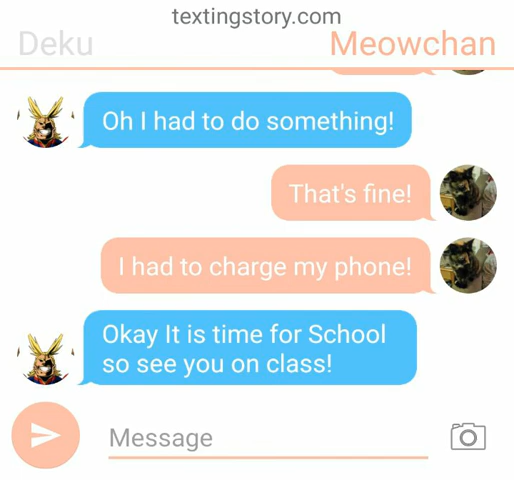 textingstory.com
Deku
Meowchan
Oh I had to do something!
That's fine!
I had to charge my phone!
Okay It is time for School
so see you on class!
Message